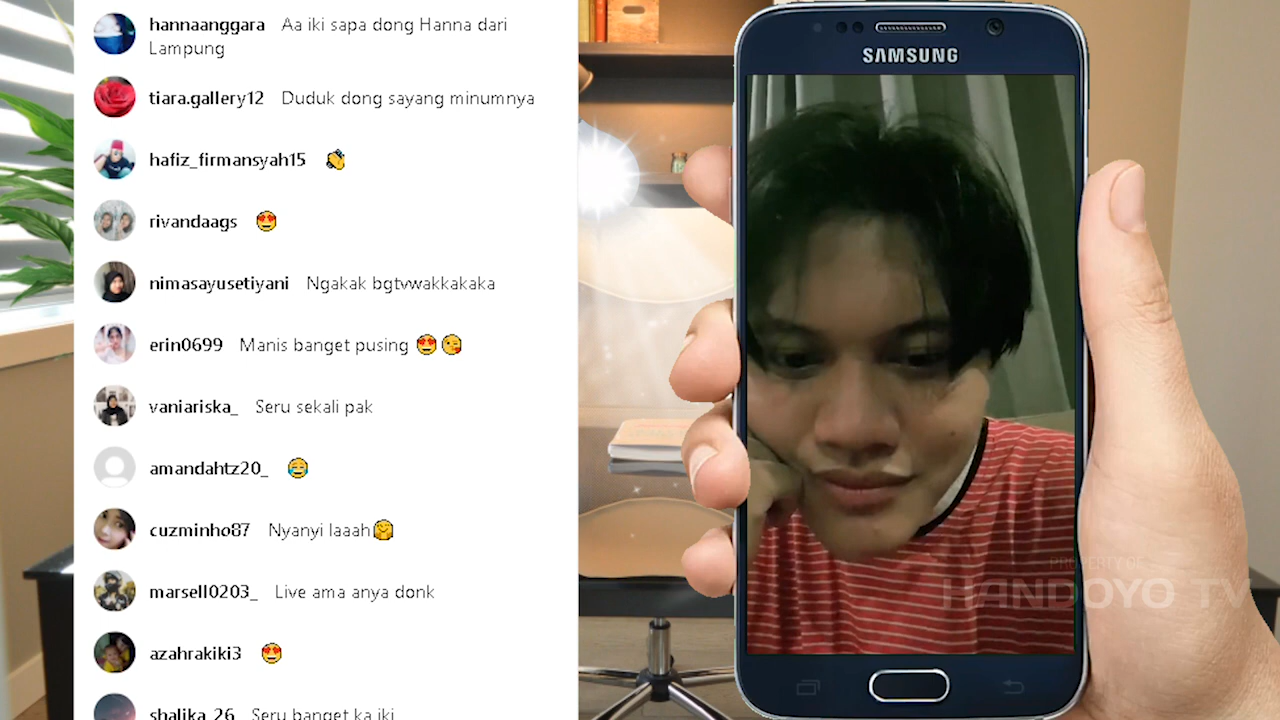 hannaanggara Aa iki sapa dong Hanna dari
Lampung
tiara.gallery12 Duduk dong sayang minumnya
hafiz_firmansyah15 👏
rivandaags 😍
nimasayusetiyani Ngakak bgtvwakkakaka
erin0699 Manis banget pusing 😍😘
vaniariska_ Seru sekali pak
amandahtz20_ 😂
cuzminho87 Nyanyi laaah🤗
marsell0203_ Live ama anya donk
azahrakiki3 😍
shalika_26 Seru banget ka iki
SAMSUNG
PROPERTY OF
HANDOYO TV